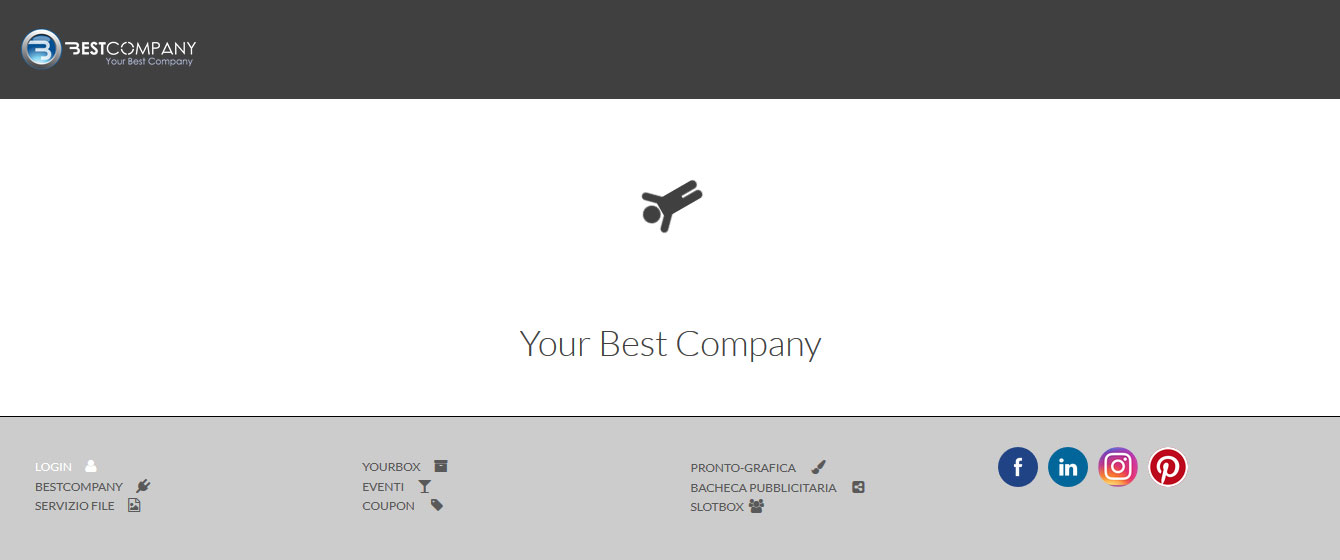 BESTCOMPANY
Your Best Company
Your Best Company
LOGIN
BESTCOMPANY
SERVIZIO FILE
YOURBOX
EVENTI
COUPON
PRONTO-GRAFICA
BACHECA PUBBLICITARIA
SLOTBOX